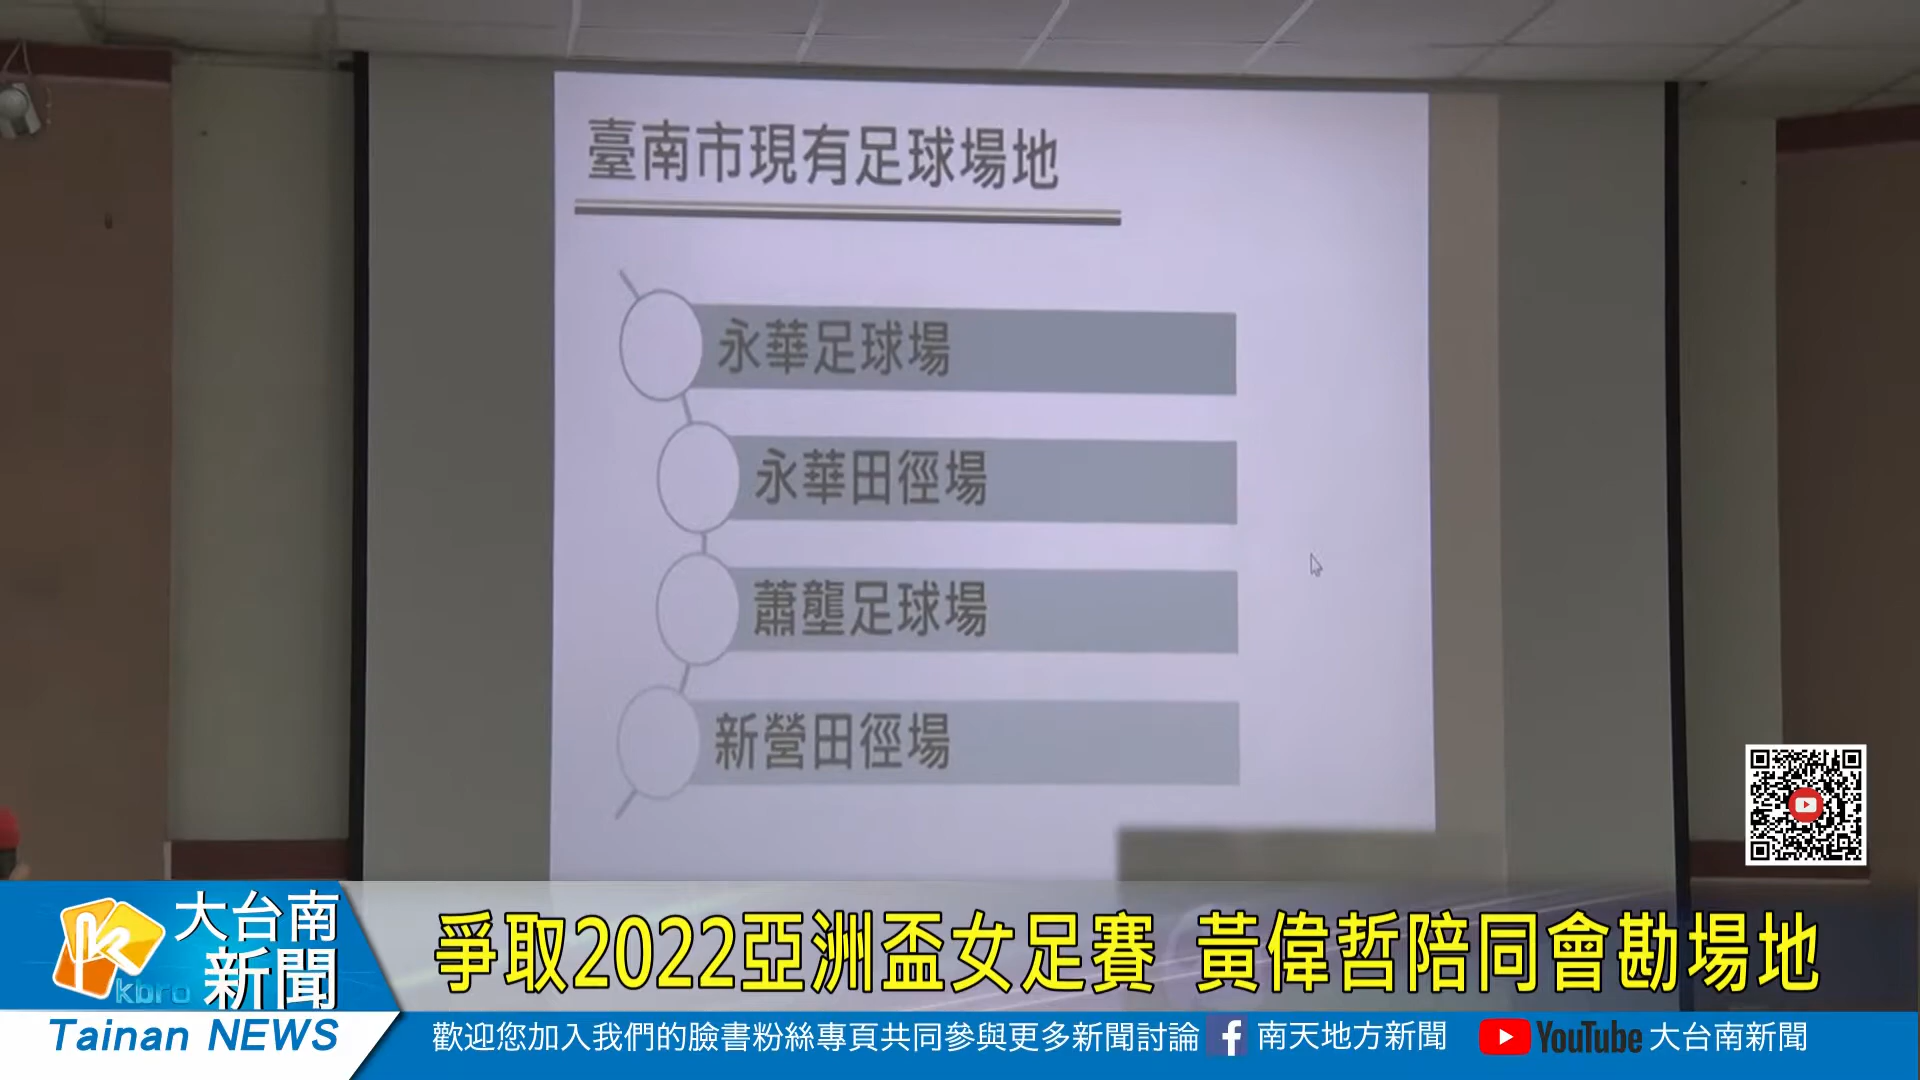 臺南市現有足球場地
永華足球場
永華田徑場
蕭壟足球場
新營田徑場
大台南
新聞
kbro
Tainan NEWS
爭取2022亞洲盃女足賽 黃偉哲陪同會勘場地
歡迎您加入我們的臉書粉絲專頁共同參與更多新聞討論 f 南天地方新聞 YouTube 大台南新聞